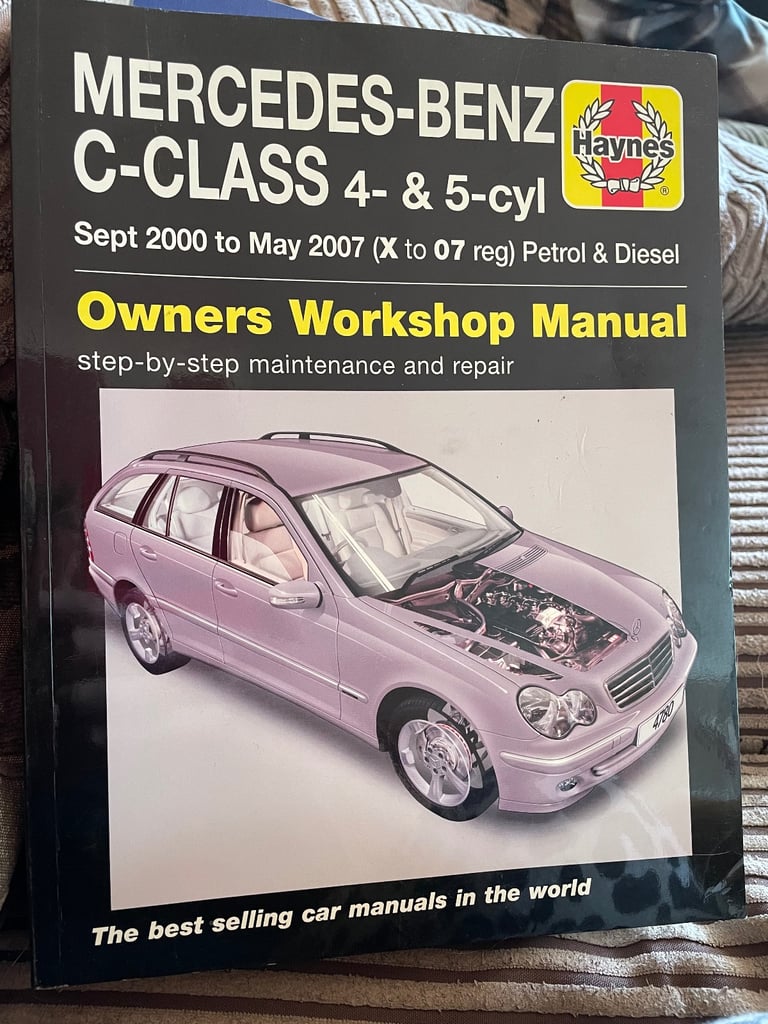 MERCEDES-BENZ
C-CLASS 4- & 5-cyl
Haynes
®
Sept 2000 to May 2007 (X to 07 reg) Petrol & Diesel
Owners Workshop Manual
step-by-step maintenance and repair
4780
The best selling car manuals in the world